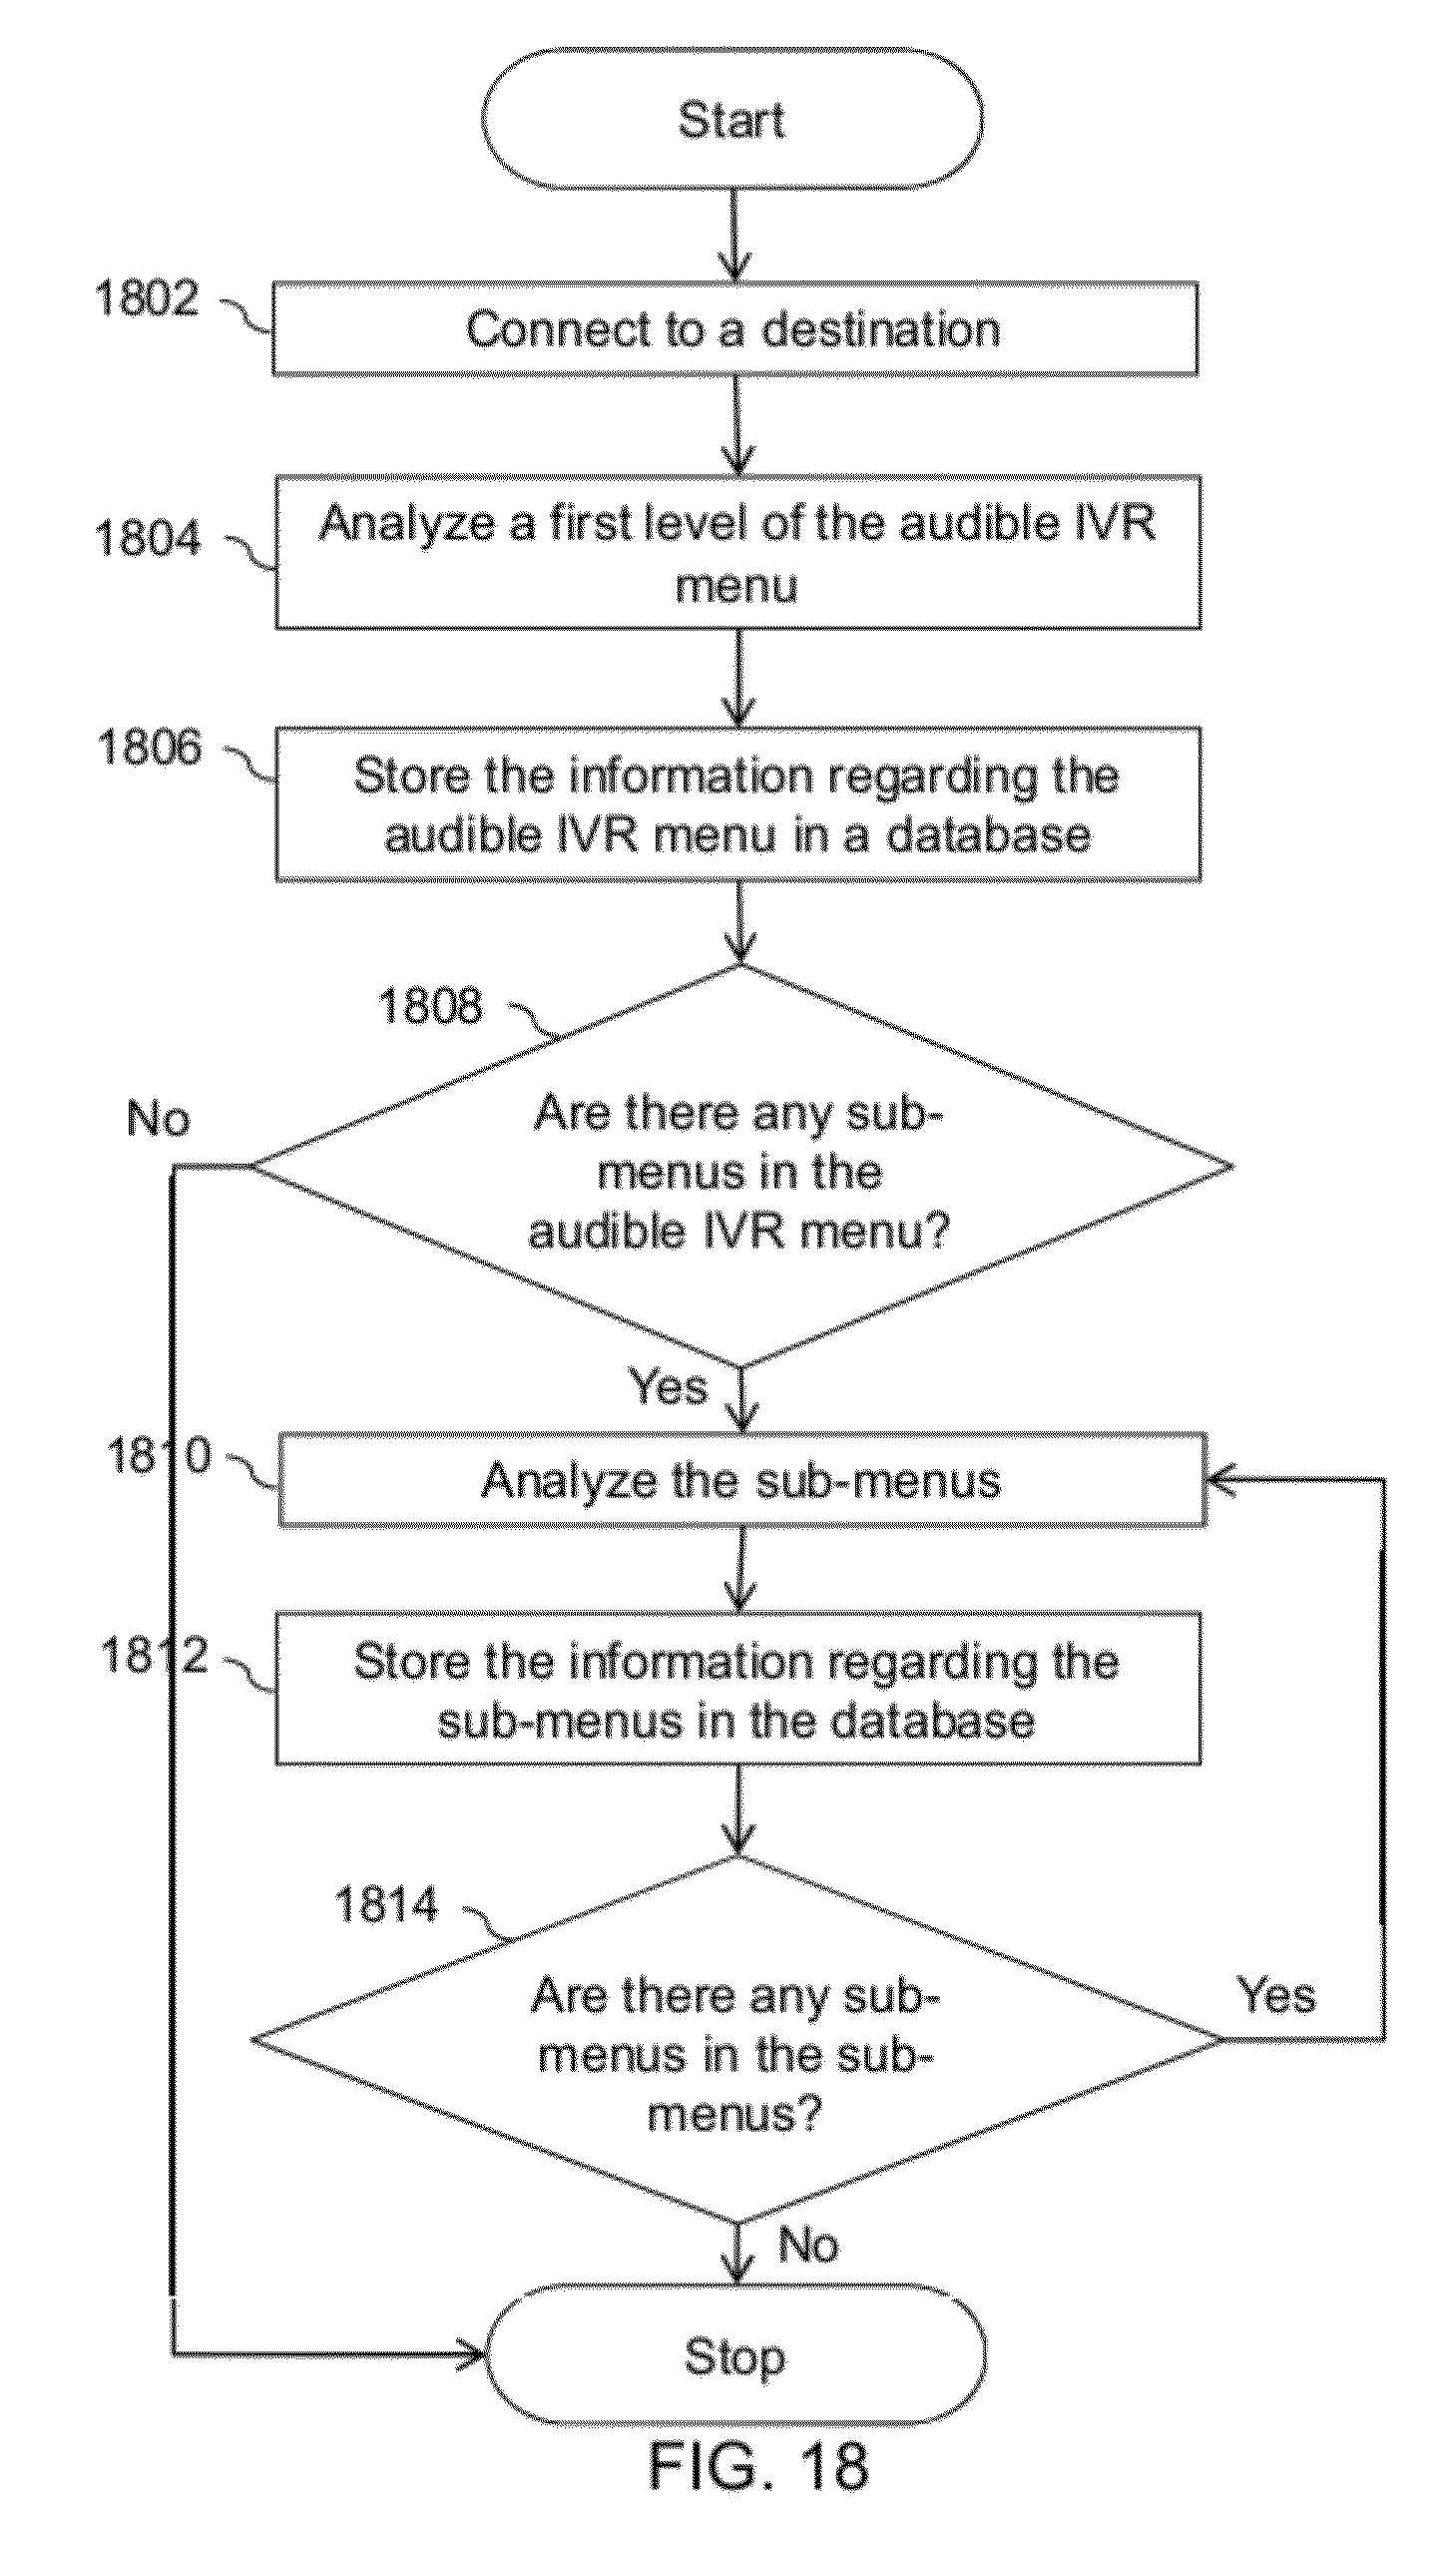 Start
1802
Connect to a destination
1804
Analyze a first level of the audible IVR
menu
1806
Store the information regarding the
audible IVR menu in a database
1808
No
Are there any sub-
menus in the
audible IVR menu?
Yes
1810
Analyze the sub-menus
1812
Store the information regarding the
sub-menus in the database
1814
Are there any sub-
menus in the sub-
menus?
Yes
No
Stop
FIG. 18